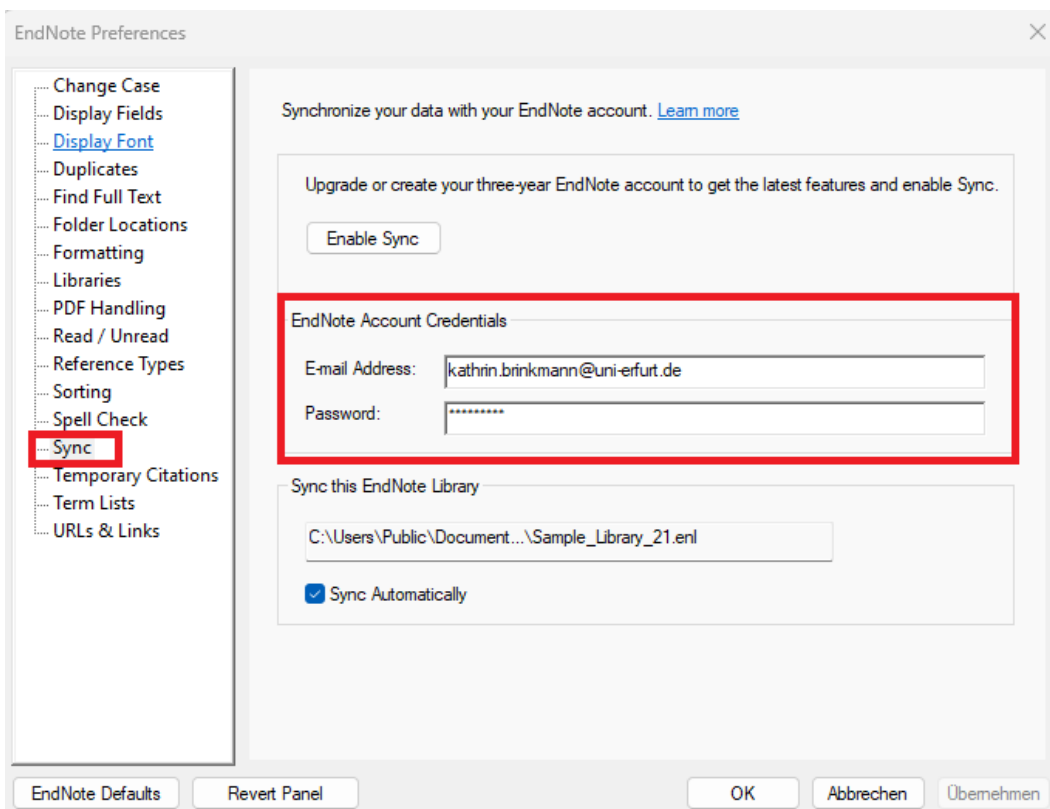 EndNote Preferences
Change Case
Display Fields
Display Font
Duplicates
Find Full Text
Folder Locations
Formatting
Libraries
PDF Handling
Read / Unread
Reference Types
Sorting
Spell Check
Sync
Temporary Citations
Term Lists
URLs & Links
Synchronize your data with your EndNote account. Learn more
Upgrade or create your three-year EndNote account to get the latest features and enable Sync.
Enable Sync
EndNote Account Credentials
E-mail Address: kathrin.brinkmann@uni-erfurt.de
Password: *********
Sync this EndNote Library
C:\Users\Public\Document...\Sample_Library_21.enl
Sync Automatically
EndNote Defaults Revert Panel OK Abbrechen Übernehmen